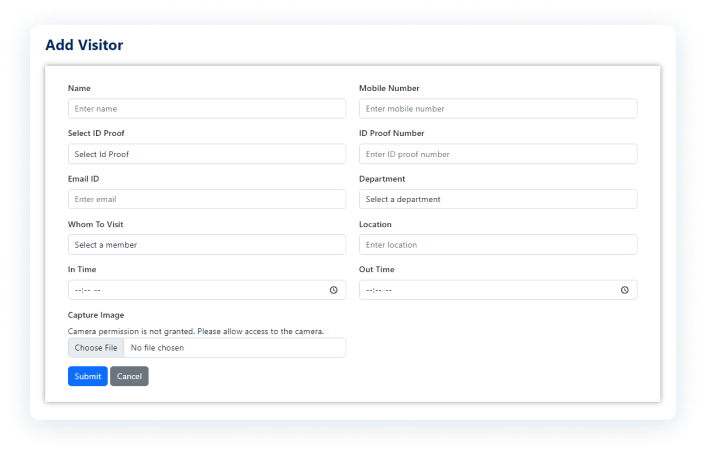 Add Visitor
Name
Mobile Number
Enter name
Enter mobile number
Select ID Proof
ID Proof Number
Select Id Proof
Enter ID proof number
Email ID
Department
Enter email
Select a department
Whom To Visit
Location
Select a member
Enter location
In Time
Out Time
--:-- --
--:-- --
Capture Image
Camera permission is not granted. Please allow access to the camera.
Choose File No file chosen
Submit Cancel